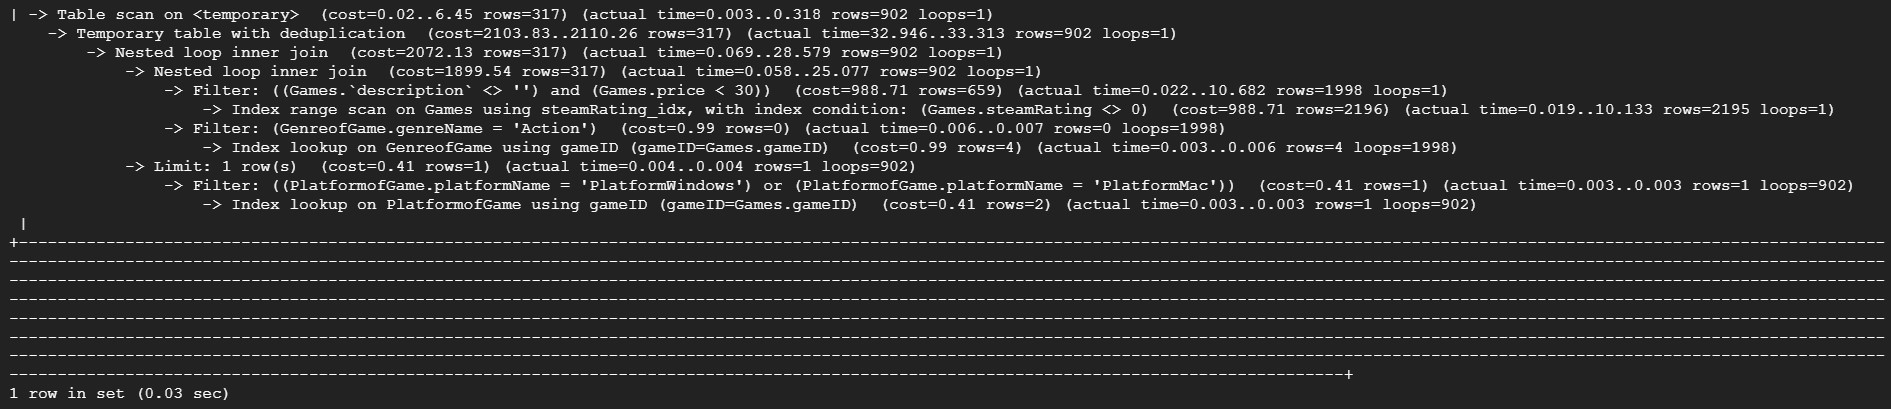 | -> Table scan on <temporary>  (cost=0.02..6.45 rows=317) (actual time=0.003..0.318 rows=902 loops=1)
    -> Temporary table with deduplication  (cost=2103.83..2110.26 rows=317) (actual time=32.946..33.313 rows=902 loops=1)
        -> Nested loop inner join  (cost=2072.13 rows=317) (actual time=0.069..28.579 rows=902 loops=1)
            -> Nested loop inner join  (cost=1899.54 rows=317) (actual time=0.058..25.077 rows=902 loops=1)
                -> Filter: ((Games.`description` <> '') and (Games.price < 30))  (cost=988.71 rows=659) (actual time=0.022..10.682 rows=1998 loops=1)
                    -> Index range scan on Games using steamRating_idx, with index condition: (Games.steamRating <> 0)  (cost=988.71 rows=2196) (actual time=0.019..10.133 rows=2195 loops=1)
                -> Filter: (GenreofGame.genreName = 'Action')  (cost=0.99 rows=0) (actual time=0.006..0.007 rows=0 loops=1998)
                    -> Index lookup on GenreofGame using gameID (gameID=Games.gameID)  (cost=0.99 rows=4) (actual time=0.003..0.006 rows=4 loops=1998)
            -> Limit: 1 row(s)  (cost=0.41 rows=1) (actual time=0.004..0.004 rows=1 loops=902)
                -> Filter: ((PlatformofGame.platformName = 'PlatformWindows') or (PlatformofGame.platformName = 'PlatformMac'))  (cost=0.41 rows=1) (actual time=0.003..0.003 rows=1 loops=902)
                    -> Index lookup on PlatformofGame using gameID (gameID=Games.gameID)  (cost=0.41 rows=2) (actual time=0.003..0.003 rows=1 loops=902)
 |
1 row in set (0.03 sec)